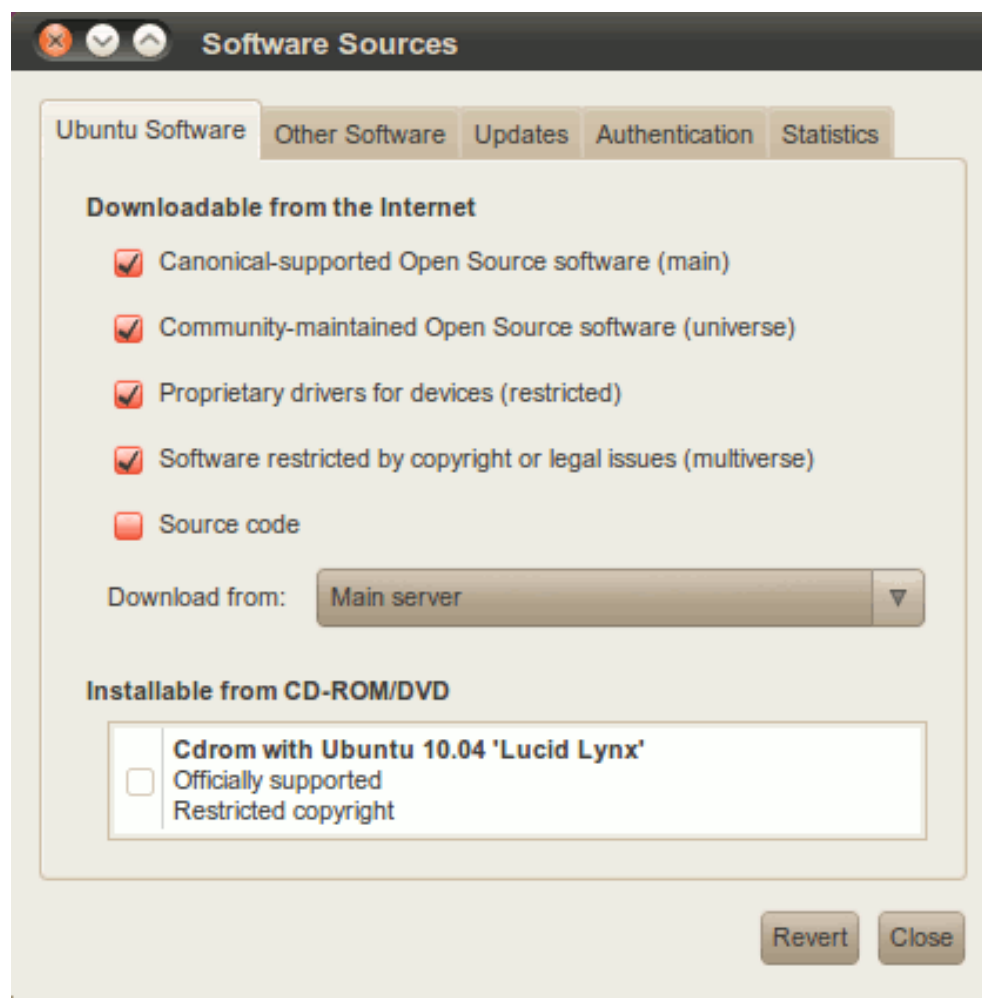 Software Sources
Ubuntu Software Other Software Updates Authentication Statistics
Downloadable from the Internet
Canonical-supported Open Source software (main)
Community-maintained Open Source software (universe)
Proprietary drivers for devices (restricted)
Software restricted by copyright or legal issues (multiverse)
Source code
Download from: Main server
Installable from CD-ROM/DVD
Cdrom with Ubuntu 10.04 'Lucid Lynx'
Officially supported
Restricted copyright
Revert Close